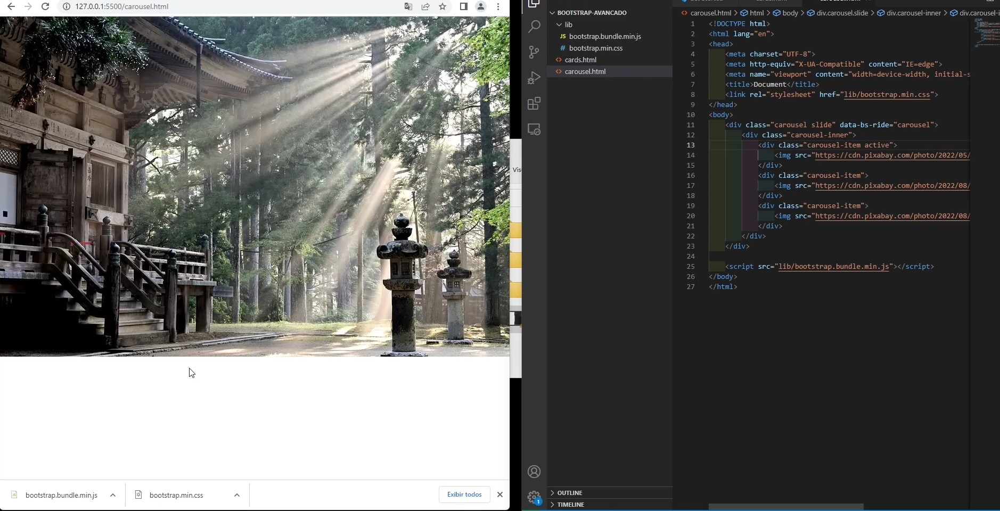 127.0.0.1:5500/carousel.html
Vis
bootstrap.bundle.min.js
bootstrap.min.css
Exibir todos
BOOTSTRAP-AVANCADO
lib
JS bootstrap.bundle.min.js
# bootstrap.min.css
<> cards.html
<> carousel.html
OUTLINE
TIMELINE
1
<> carousel.html > html > body > div.carousel.slide > div.carousel-inner > div.carousel-i
1 <!DOCTYPE html>
2 <html lang="en">
3 <head>
4 <meta charset="UTF-8">
5 <meta http-equiv="X-UA-Compatible" content="IE=edge">
6 <meta name="viewport" content="width=device-width, initial-s
7 <title>Document</title>
8 <link rel="stylesheet" href="lib/bootstrap.min.css">
9 </head>
10 <body>
11 <div class="carousel slide" data-bs-ride="carousel">
12 <div class="carousel-inner">
13 <div class="carousel-item active">
14 <img src="https://cdn.pixabay.com/photo/2022/05/
15 </div>
16 <div class="carousel-item">
17 <img src="https://cdn.pixabay.com/photo/2022/08/
18 </div>
19 <div class="carousel-item">
20 <img src="https://cdn.pixabay.com/photo/2022/08/
21 </div>
22 </div>
23 </div>
24
25 <script src="lib/bootstrap.bundle.min.js"></script>
26 </body>
27 </html>